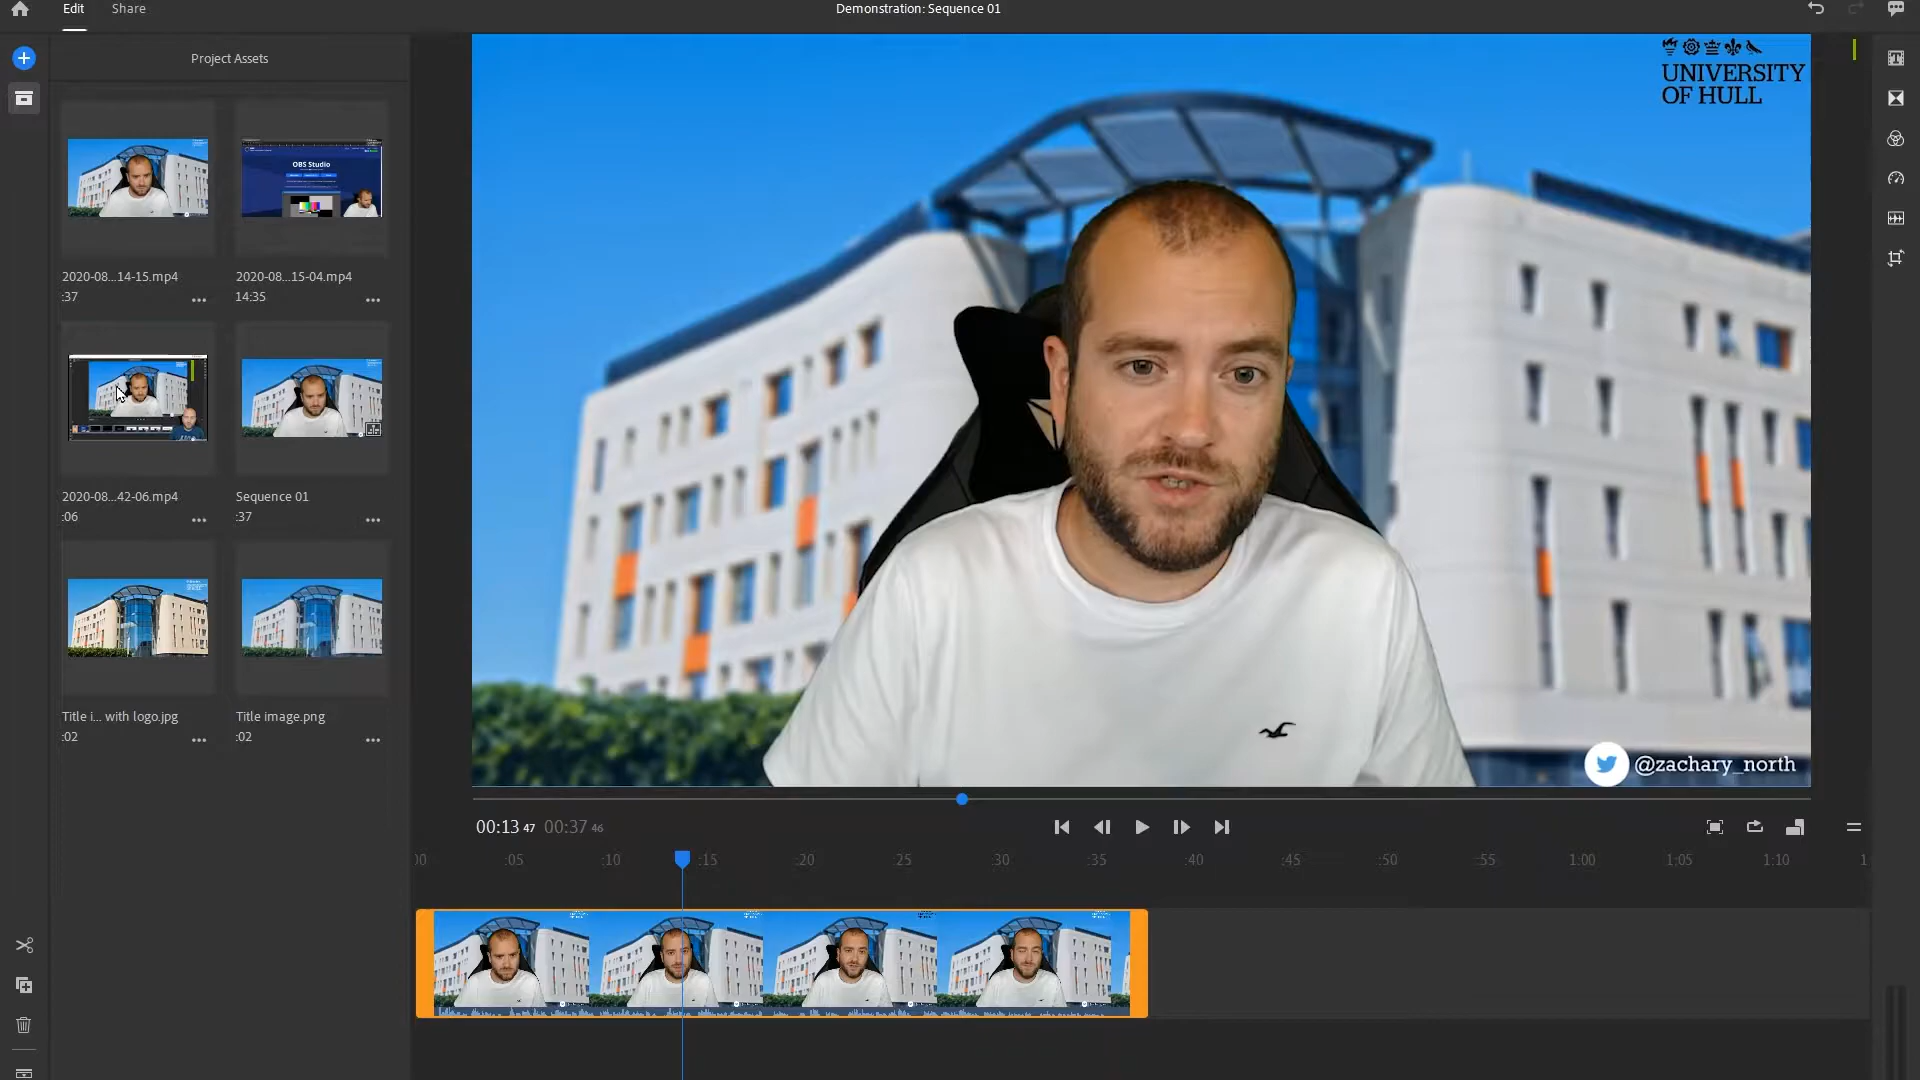 Edit
Share
Demonstration: Sequence 01
Project Assets
2020-08...14-15.mp4
:37
OBS Studio
2020-08...15-04.mp4
14:35
2020-08...42-06.mp4
:06
Sequence 01
:37
Title i... with logo.jpg
:02
Title image.png
:02
UNIVERSITY
OF HULL
@zachary_north
00:13 47 00:37 46
:00 :05 :10 :15 :20 :25 :30 :35 :40 :45 :50 :55 1:00 1:05 1:10 1